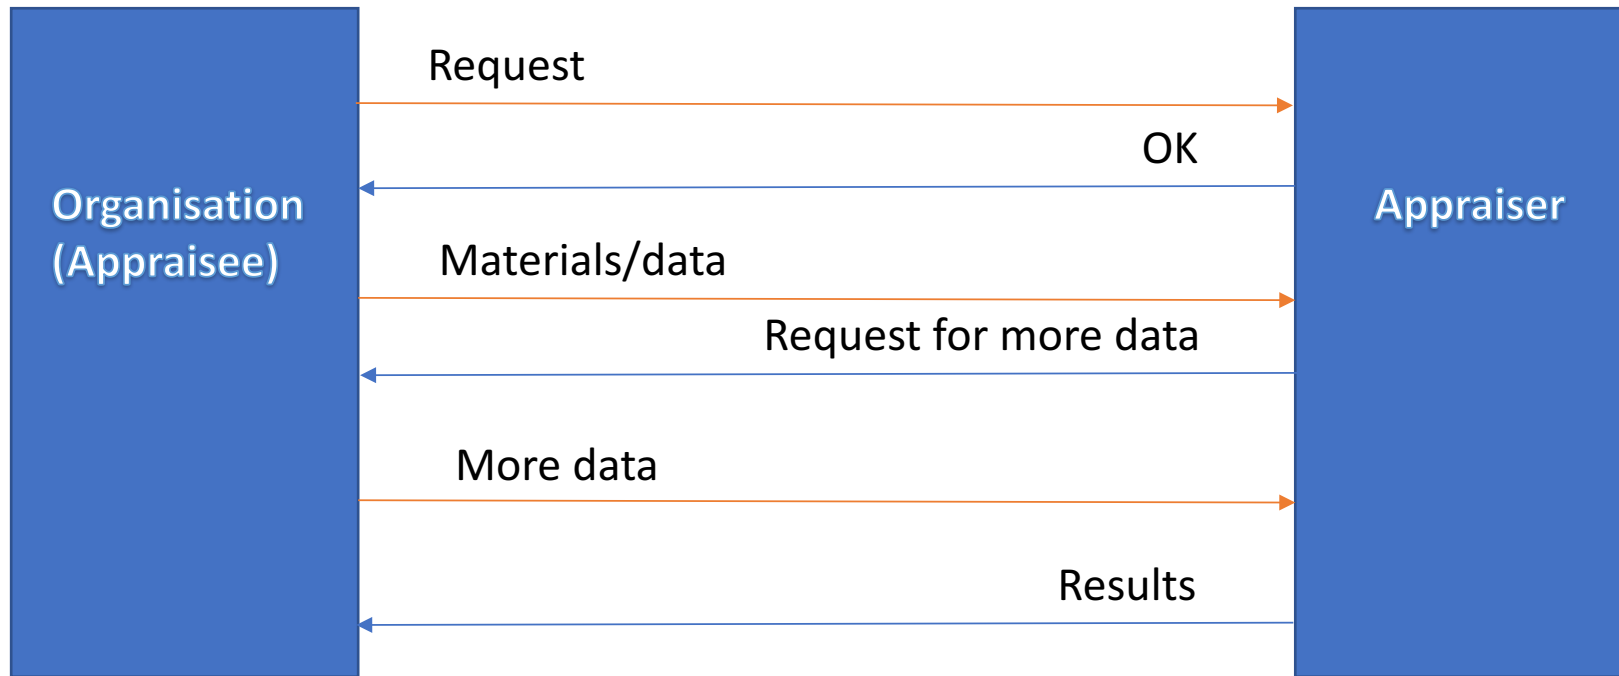 Request
OK
Organisation
(Appraisee)
Appraiser
Materials/data
Request for more data
More data
Results